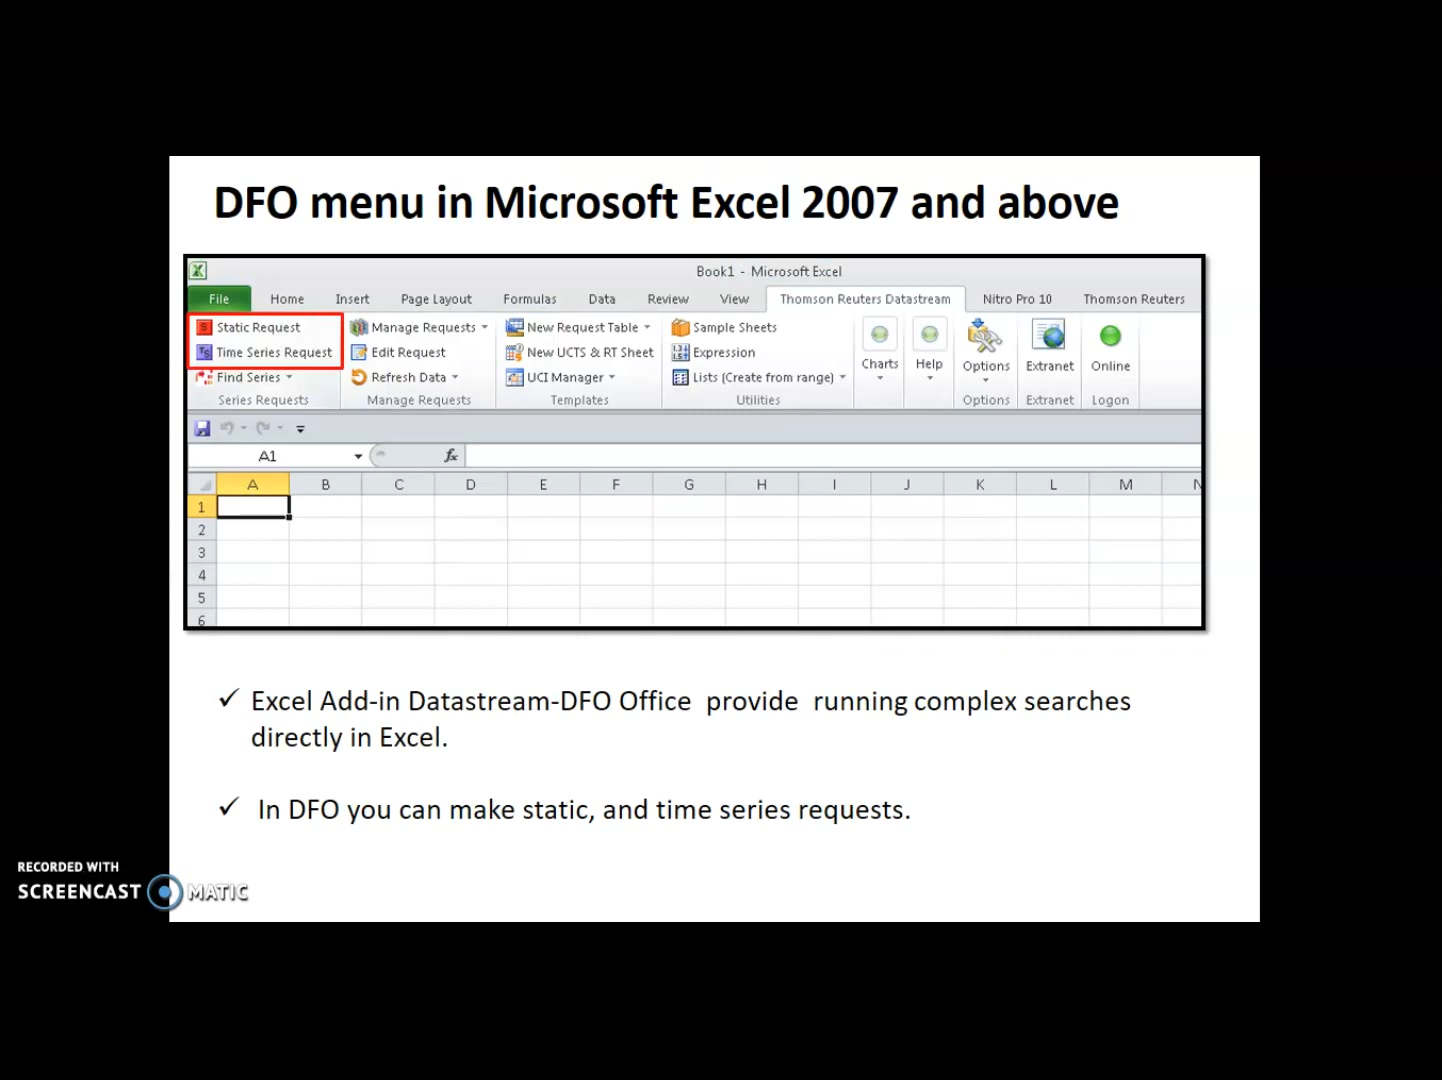 DFO menu in Microsoft Excel 2007 and above
Book1 - Microsoft Excel
File Home Insert Page Layout Formulas Data Review View Thomson Reuters Datastream Nitro Pro 10 Thomson Reuters
S Static Request Manage Requests New Request Table Sample Sheets
TS Time Series Request Edit Request New UCTS & RT Sheet Expression Charts Help Options Extranet Online
Find Series Refresh Data UCI Manager Lists (Create from range)
Series Requests Manage Requests Templates Utilities Options Extranet Logon
A1 fx
A B C D E F G H I J K L M N
1
2
3
4
5
6
✓ Excel Add-in Datastream-DFO Office provide running complex searches
directly in Excel.
✓ In DFO you can make static, and time series requests.
RECORDED WITH
SCREENCAST MATIC